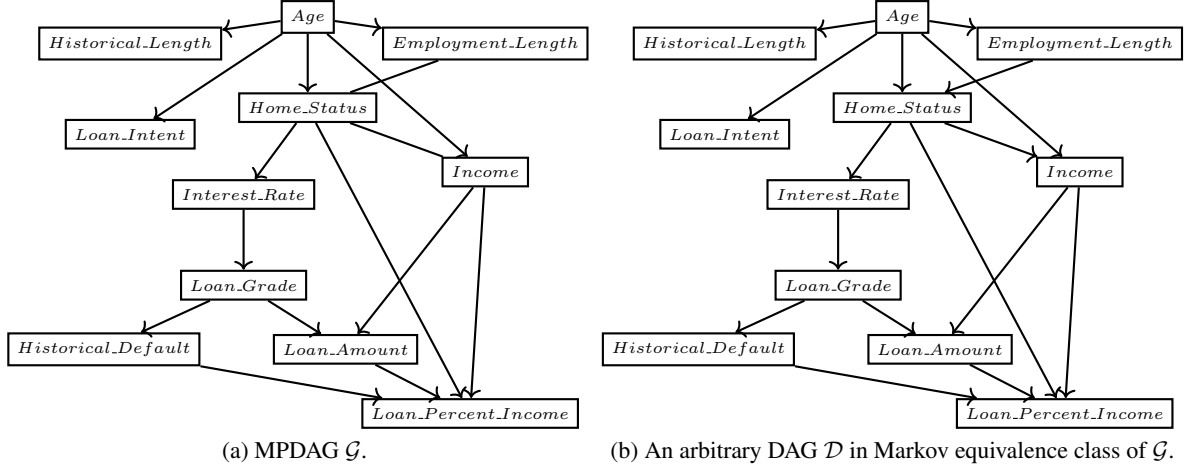 Age
Historical_Length
Employment_Length
Home_Status
Loan_Intent
Income
Interest_Rate
Loan_Grade
Historical_Default
Loan_Amount
Loan_Percent_Income
(a) MPDAG 𝒢.
Age
Historical_Length
Employment_Length
Home_Status
Loan_Intent
Income
Interest_Rate
Loan_Grade
Historical_Default
Loan_Amount
Loan_Percent_Income
(b) An arbitrary DAG 𝒟 in Markov equivalence class of 𝒢.